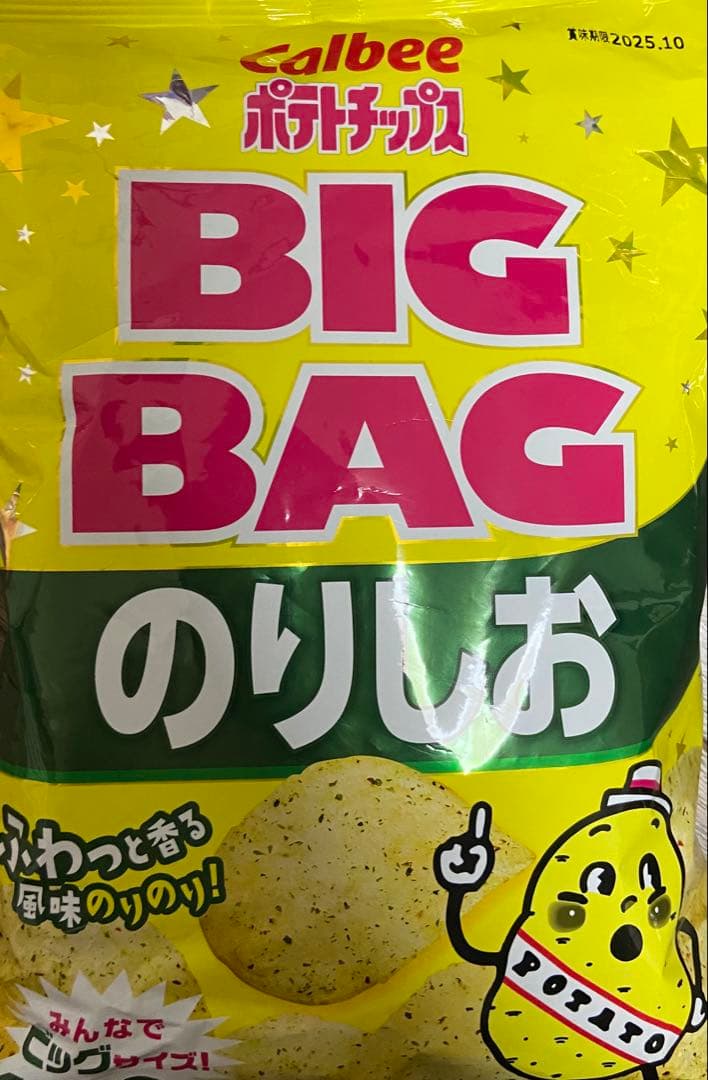 賞味期限2025.10
Calbee
ポテトチップス
BIG
BAG
のりしお
ふわっと香る
風味のりのり!
POTATO
みんなで
ビッグサイズ!